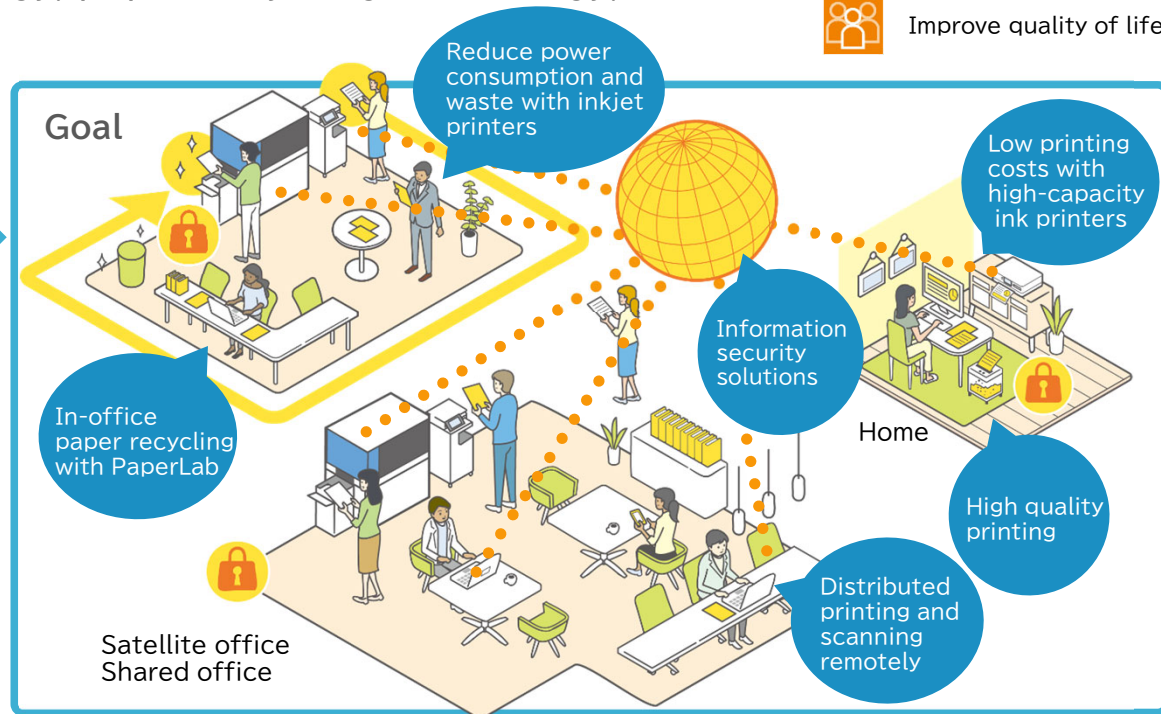 Improve quality of life
Goal
Reduce power
consumption and
waste with inkjet
printers
Low printing
costs with
high-capacity
ink printers
Information
security
solutions
In-office
paper recycling
with PaperLab
Home
High quality
printing
Distributed
printing and
scanning
remotely
Satellite office
Shared office